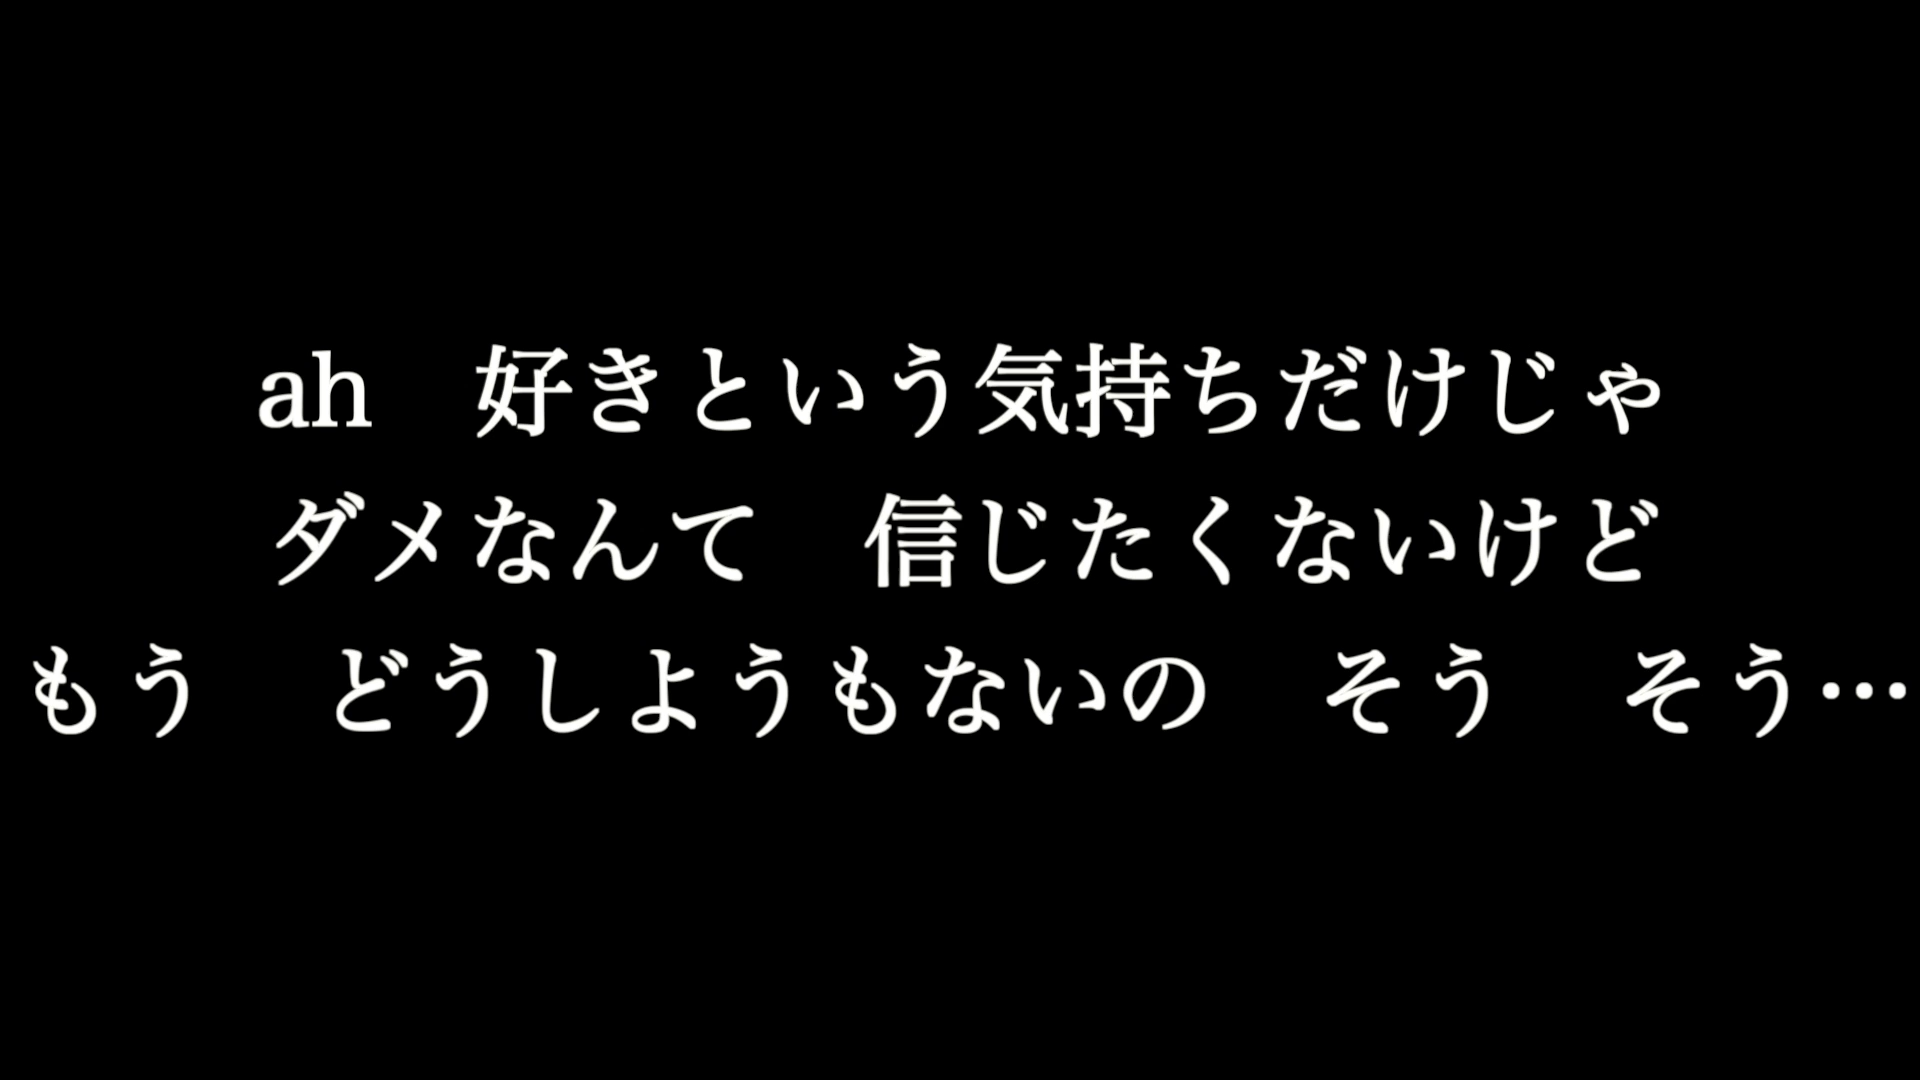 ah　好きという気持ちだけじゃ
ダメなんて　信じたくないけど
もう　どうしようもないの　そう　そう…